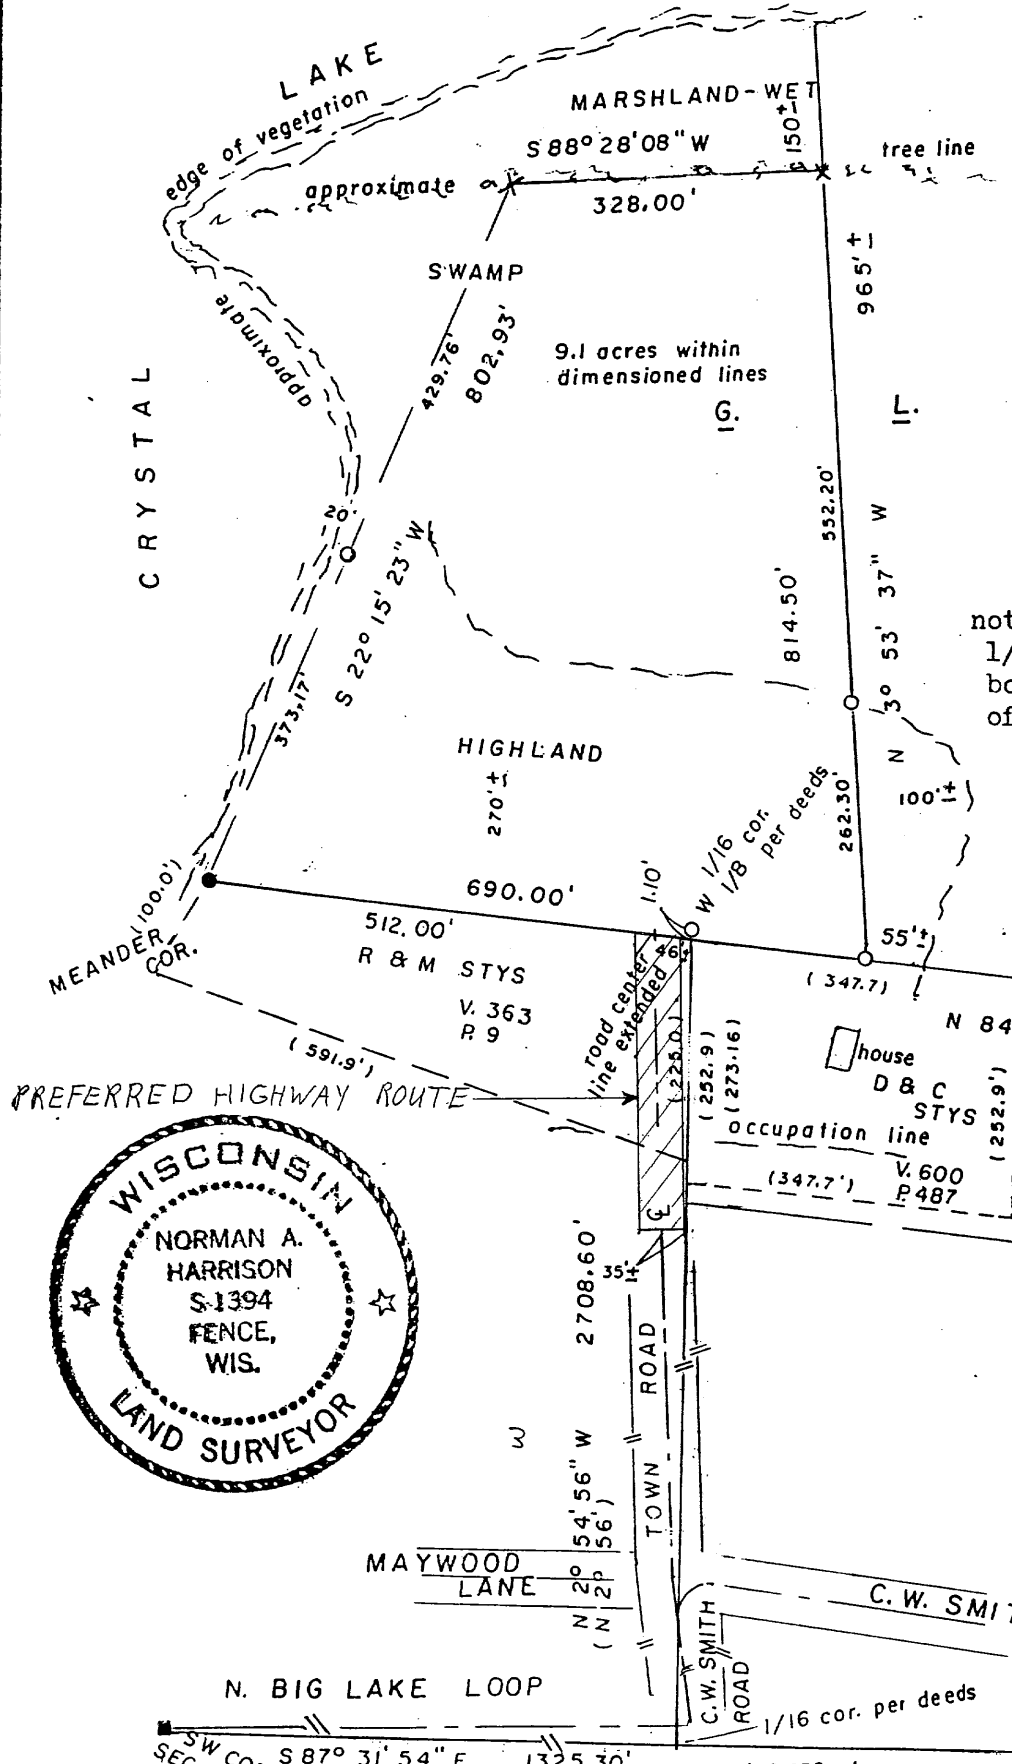 LAKE
edge of vegetation
MARSHLAND-WET
150'±
S 88° 28' 08" W
tree line
approximate
328.00'
SWAMP
965'±
approximate
429.76'
802.93'
9.1 acres within
dimensioned lines
G.
L.
CRYSTAL
20'
552.20'
S 22° 15' 23" W
814.50'
N 3° 53' 37" W
not
1/
bo
of
373.17'
HIGHLAND
270'±
262.30'
100'±
W 1/16 cor.
1/8 per deeds
1.10'
(100.0')
690.00'
512.00'
MEANDER
COR.
R & M STYS
V. 363
P. 9
46'±
55'±
(347.7)
N 84
road center
line extended
(225.0)
(252.9)
(273.16)
house
D & C
STYS
(252.9')
(591.9')
PREFERRED HIGHWAY ROUTE
occupation line
V. 600
P. 487
(347.7')
WISCONSIN
NORMAN A.
HARRISON
S-1394
FENCE,
WIS.
LAND SURVEYOR
℄
35'±
2708.60'
TOWN ROAD
N 2° 54' 56" W
(N 2° 56')
MAYWOOD
LANE
C. W. SMIT
C.W. SMITH
ROAD
N. BIG LAKE LOOP
1/16 cor. per deeds
SW CO
SEC
S 87° 31' 54" E
1325.30'